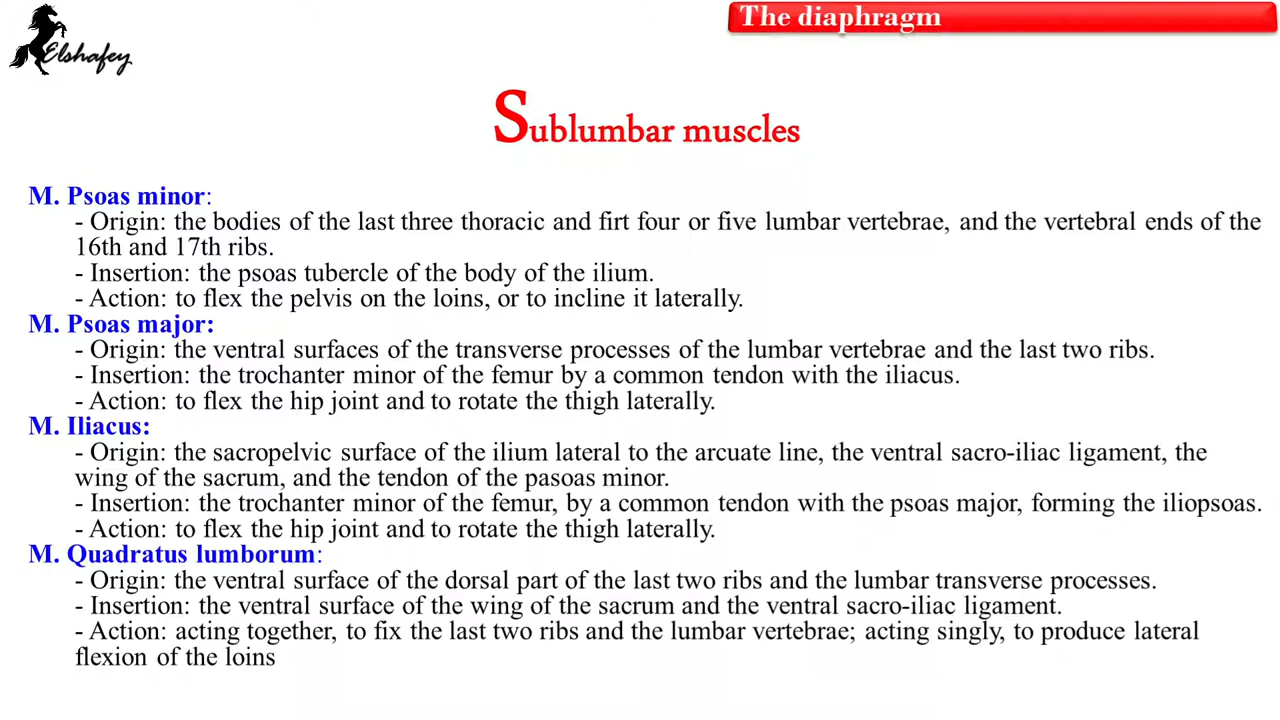 The diaphragm
Elshafey
Sublumbar muscles
M. Psoas minor:
- Origin: the bodies of the last three thoracic and firt four or five lumbar vertebrae, and the vertebral ends of the
16th and 17th ribs.
- Insertion: the psoas tubercle of the body of the ilium.
- Action: to flex the pelvis on the loins, or to incline it laterally.
M. Psoas major:
- Origin: the ventral surfaces of the transverse processes of the lumbar vertebrae and the last two ribs.
- Insertion: the trochanter minor of the femur by a common tendon with the iliacus.
- Action: to flex the hip joint and to rotate the thigh laterally.
M. Iliacus:
- Origin: the sacropelvic surface of the ilium lateral to the arcuate line, the ventral sacro-iliac ligament, the
wing of the sacrum, and the tendon of the pasoas minor.
- Insertion: the trochanter minor of the femur, by a common tendon with the psoas major, forming the iliopsoas.
- Action: to flex the hip joint and to rotate the thigh laterally.
M. Quadratus lumborum:
- Origin: the ventral surface of the dorsal part of the last two ribs and the lumbar transverse processes.
- Insertion: the ventral surface of the wing of the sacrum and the ventral sacro-iliac ligament.
- Action: acting together, to fix the last two ribs and the lumbar vertebrae; acting singly, to produce lateral
flexion of the loins